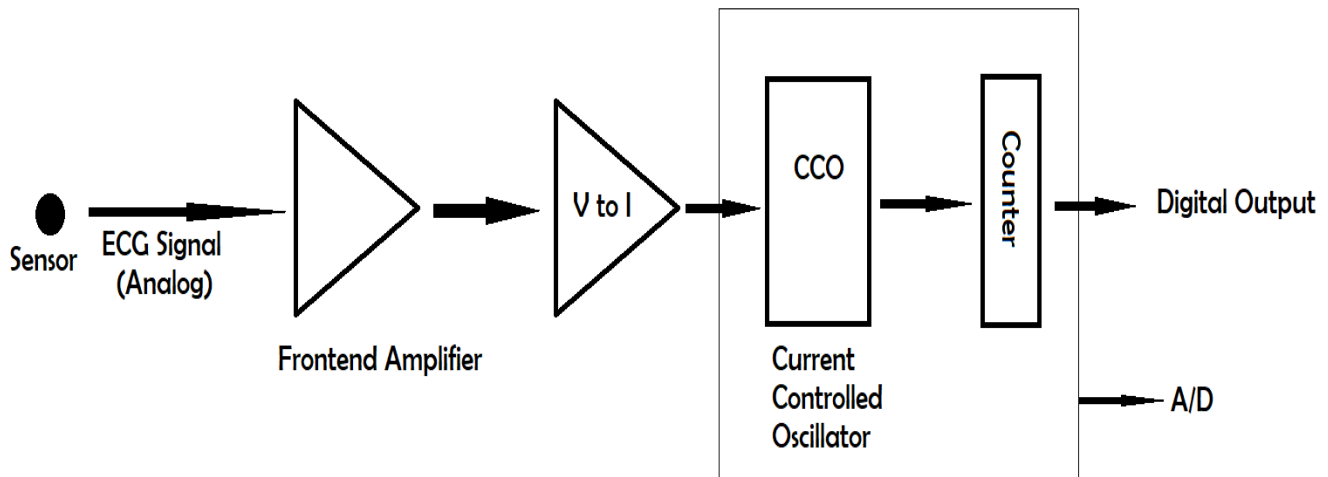 Sensor
ECG Signal
(Analog)
Frontend Amplifier
V to I
CCO
Current
Controlled
Oscillator
Counter
Digital Output
A/D